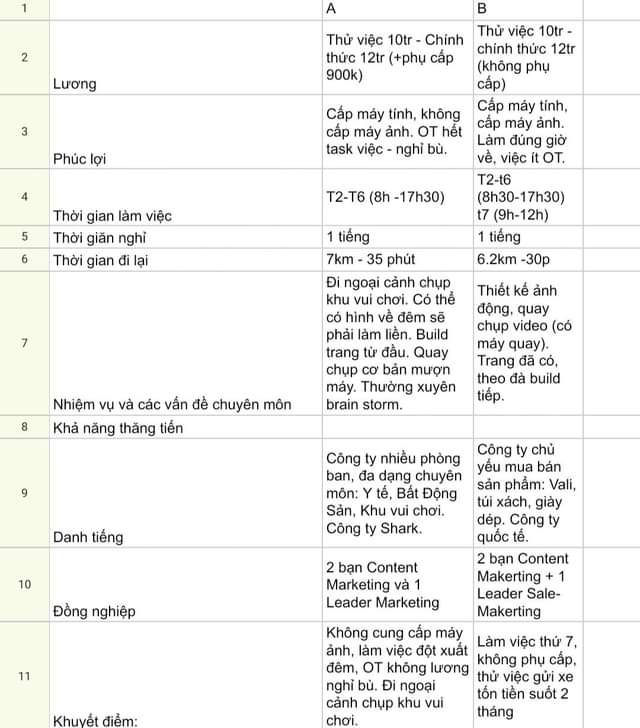 1
A
B
2
Lương
Thử việc 10tr - Chính
thức 12tr (+phụ cấp
900k)
Thử việc 10tr -
chính thức 12tr
(không phụ
cấp)
3
Phúc lợi
Cấp máy tính, không
cấp máy ảnh. OT hết
task việc - nghỉ bù.
Cấp máy tính,
cấp máy ảnh.
Làm đúng giờ
về, việc ít OT.
4
Thời gian làm việc
T2-T6 (8h -17h30)
T2-t6
(8h30-17h30)
t7 (9h-12h)
5
Thời giăn nghỉ
1 tiếng
1 tiếng
6
Thời gian đi lại
7km - 35 phút
6.2km -30p
7
Nhiệm vụ và các vấn đề chuyên môn
Đi ngoại cảnh chụp
khu vui chơi. Có thể
có hình về đêm sẽ
phải làm liền. Build
trang từ đầu. Quay
chụp cơ bản mượn
máy. Thường xuyên
brain storm.
Thiết kế ảnh
động, quay
chụp video (có
máy quay).
Trang đã có,
theo đà build
tiếp.
8
Khả năng thăng tiến
9
Danh tiếng
Công ty nhiều phòng
ban, đa dạng chuyên
môn: Y tế, Bất Động
Sản, Khu vui chơi.
Công ty Shark.
Công ty chủ
yếu mua bán
sản phẩm: Vali,
túi xách, giày
dép. Công ty
quốc tế.
10
Đồng nghiệp
2 bạn Content
Marketing và 1
Leader Marketing
2 bạn Content
Makerting + 1
Leader Sale-
Makerting
11
Khuyết điểm:
Không cung cấp máy
ảnh, làm việc đột xuất
đêm, OT không lương
nghỉ bù. Đi ngoại
cảnh chụp khu vui
chơi.
Làm việc thứ 7,
không phụ cấp,
thử việc gửi xe
tốn tiền suốt 2
tháng